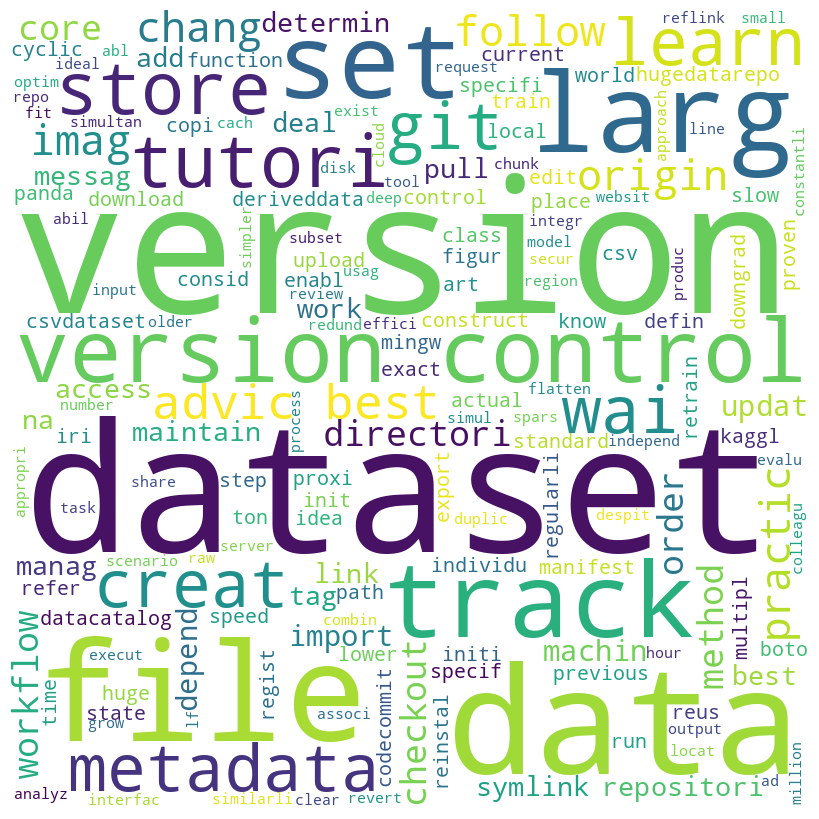 core
chang
determin
follow
reflink
small
cyclic
abl
add
function
set
current
learn
ideal
request
optim
store
specifi
world
hugedatarepo
repo
fit
simultan
copi
cach
exist
deal
git
train
local
larg
line
approach
imag
tutori
disk
cloud
tool
pull
chunk
edit
origin
constantli
messag
panda
download
deriveddata
deep
control
place
websit
slow
abil
simpler
subset
class
integr
version
upload
figur
model
csv
secur
produc
downgrad
proven
input
consid
enabl
usag
review
art
region
csvdataset
older
work
redund
effici
construct
know
defin
version control
mingw
exact
access
number
advic best
flatten
wai
retrain
updat
na
iri
maintain
process
directori
simul
spars
standard
independ
kaggl
appropri
dataset
evalu
task
share
step
proxi
init
export
regularli
order
practic
colleagu
ton
idea
duplic
despit
server
manag
scenario
raw
link
individu
manifest
refer
creat
tag
path
track
method
multipl
datacatalog
depend
speed
combin
import
workflow
execut
lower
checkout
initi
machin
hour
boto
file
specif
previous
best
huge
regist
time
state
grow
lf
associ
codecommit
reinstal
data
reus
output
run
locat
metadata
symlink
repositori
ad
million
analyz
interfac
similarli
clear
revert